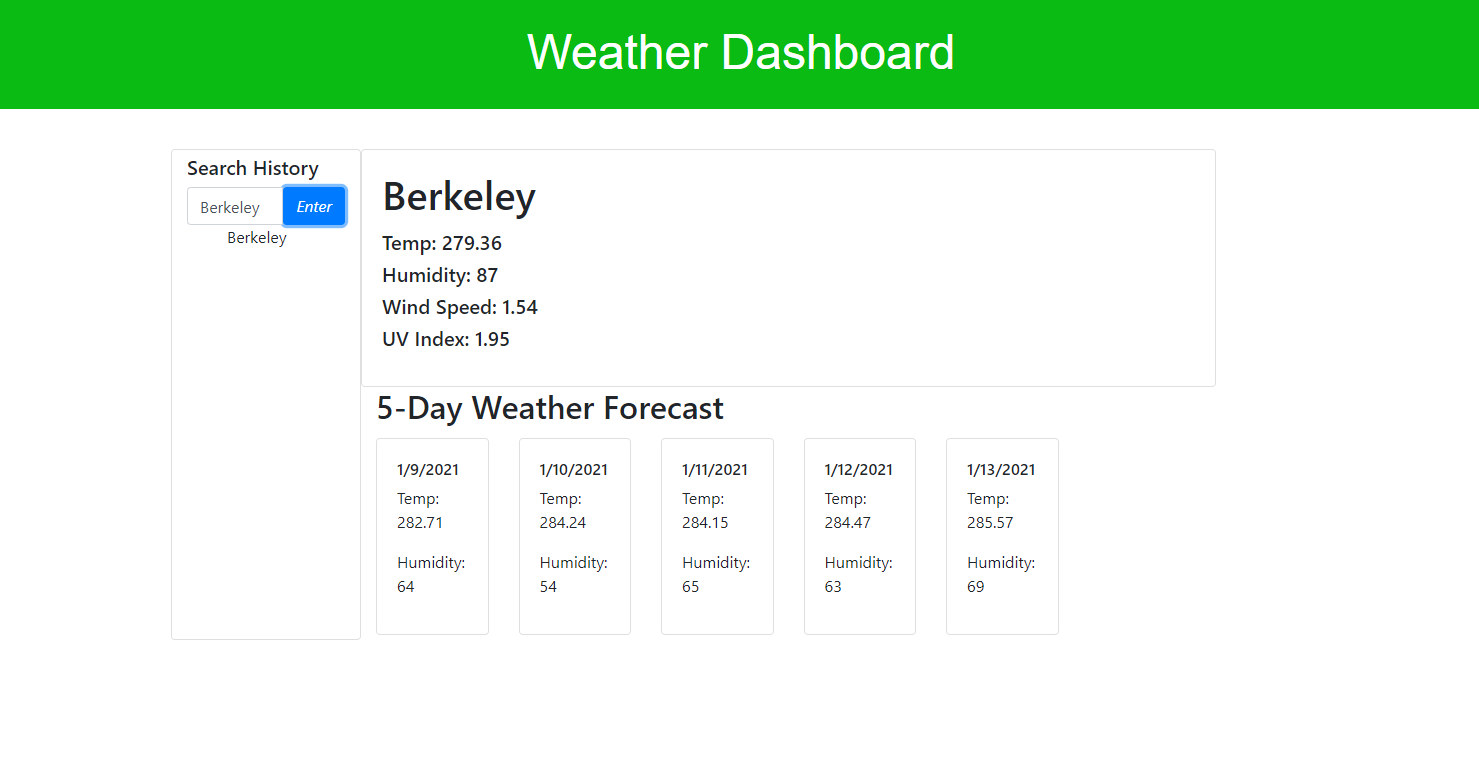 Weather Dashboard
Search History
Berkeley
Enter
Berkeley
Berkeley
Temp: 279.36
Humidity: 87
Wind Speed: 1.54
UV Index: 1.95
5-Day Weather Forecast
1/9/2021
Temp:
282.71
Humidity:
64
1/10/2021
Temp:
284.24
Humidity:
54
1/11/2021
Temp:
284.15
Humidity:
65
1/12/2021
Temp:
284.47
Humidity:
63
1/13/2021
Temp:
285.57
Humidity:
69